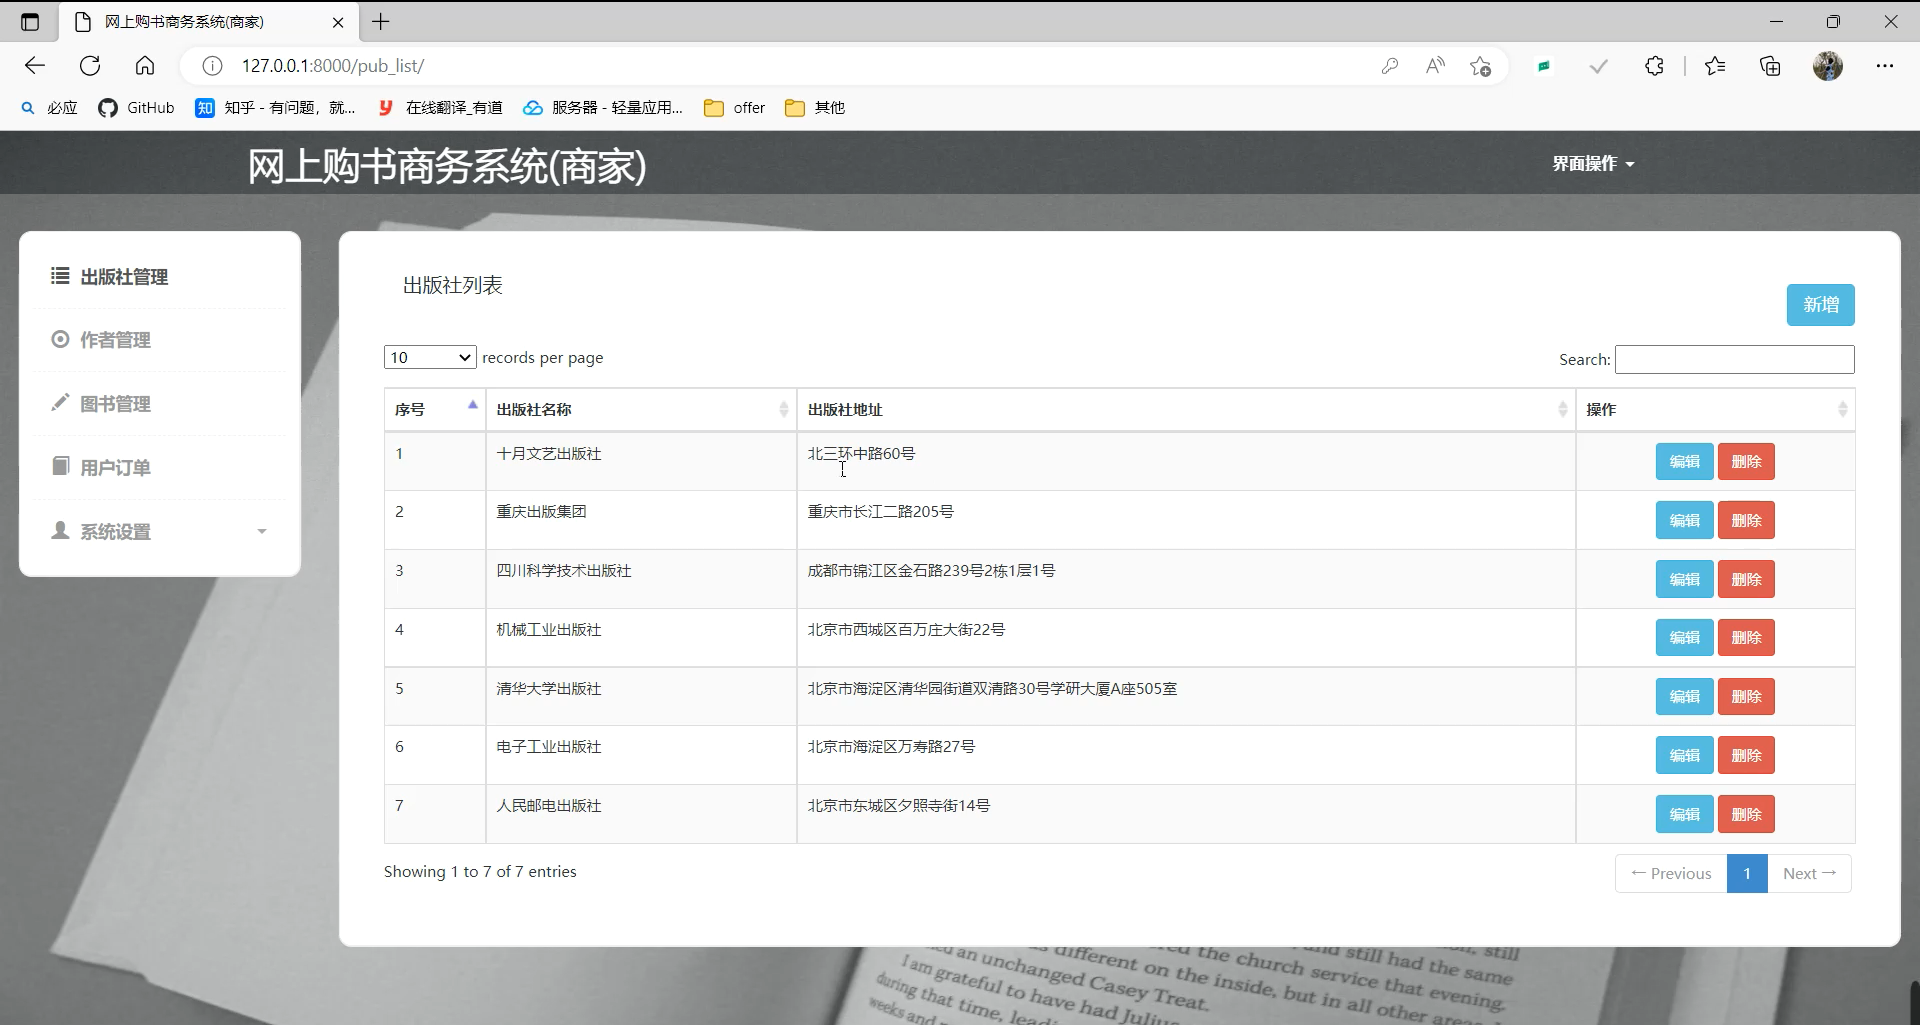 网上购书商务系统(商家)
127.0.0.1:8000/pub_list/
必应 GitHub 知 知乎 - 有问题，就... 在线翻译_有道 服务器 - 轻量应用... offer 其他
网上购书商务系统(商家) 界面操作
出版社管理
作者管理
图书管理
用户订单
系统设置
出版社列表
新增
10 records per page Search:
序号 出版社名称 出版社地址 操作
1 十月文艺出版社 北三环中路60号 编辑 删除
2 重庆出版集团 重庆市长江二路205号 编辑 删除
3 四川科学技术出版社 成都市锦江区金石路239号2栋1层1号 编辑 删除
4 机械工业出版社 北京市西城区百万庄大街22号 编辑 删除
5 清华大学出版社 北京市海淀区清华园街道双清路30号学研大厦A座505室 编辑 删除
6 电子工业出版社 北京市海淀区万寿路27号 编辑 删除
7 人民邮电出版社 北京市东城区夕照寺街14号 编辑 删除
Showing 1 to 7 of 7 entries ← Previous 1 Next →
and still had the same
different on the inside, but in all other
the church service that evening,
an unchanged Casey Treat.
I am grateful to have had Julius
during that time,
weeks and